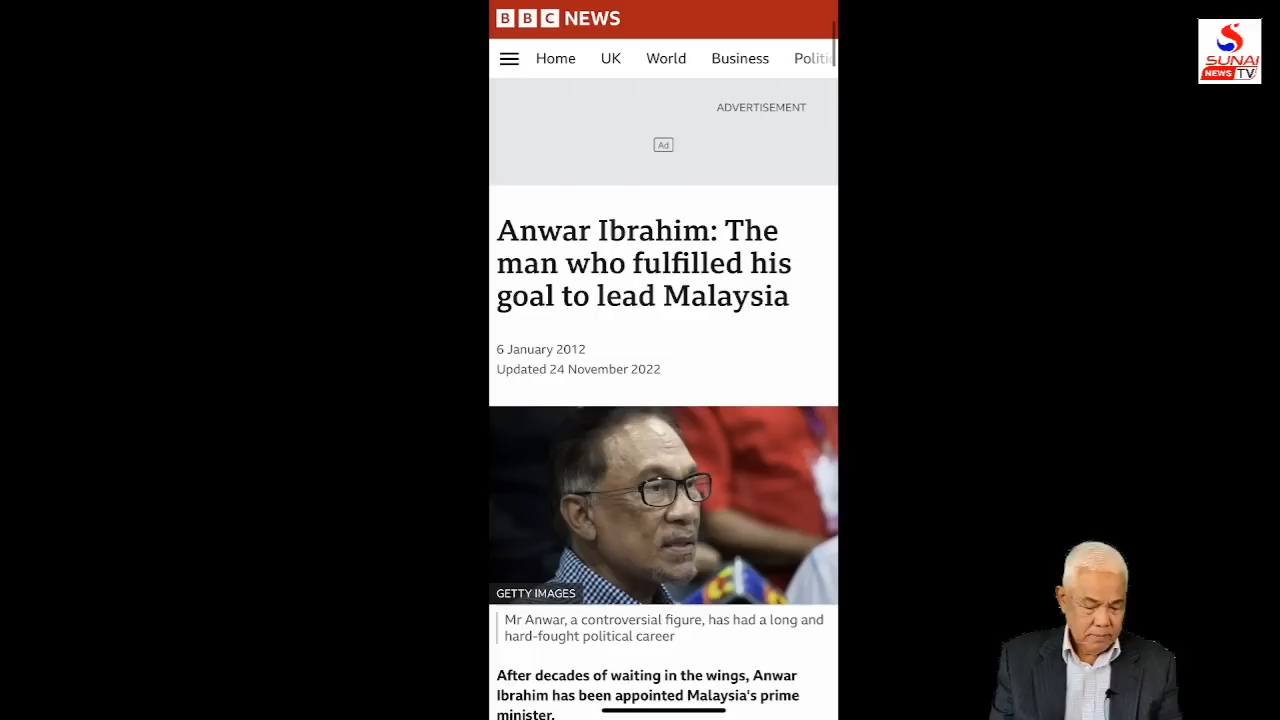 BBC NEWS
Home UK World Business Politi
ADVERTISEMENT
Ad
Anwar Ibrahim: The
man who fulfilled his
goal to lead Malaysia
6 January 2012
Updated 24 November 2022
GETTY IMAGES
Mr Anwar, a controversial figure, has had a long and
hard-fought political career
After decades of waiting in the wings, Anwar
Ibrahim has been appointed Malaysia's prime
minister.
SUNAI
NEWS TV